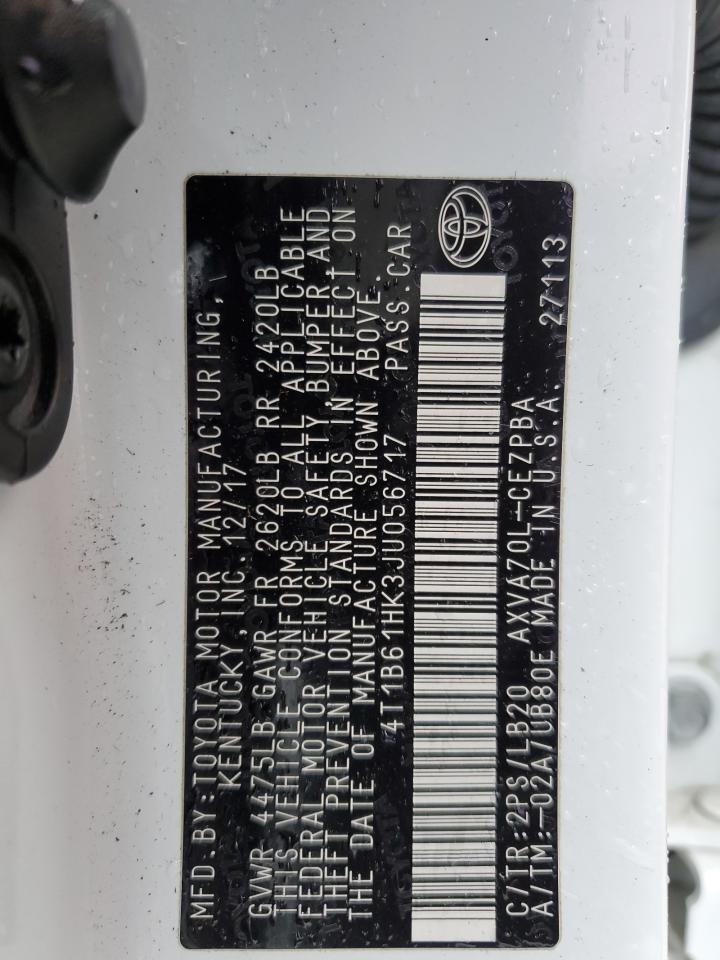 MFD.BY:TOYOTA MOTOR MANUFACTURING,
KENTUCKY,INC.12/17
GVWR 4475LB GAWR FR 2620LB RR 2420LB
THIS VEHICLE CONFORMS TO ALL APPLICABLE
FEDERAL MOTOR VEHICLE SAFETY,BUMPER,AND
THEFT PREVENTION STANDARDS IN EFFECT ON
THE DATE OF MANUFACTURE SHOWN ABOVE.
4T1B61HK3JU056717 PASS.CAR
C/TR:2PS/LB20 AXVA70L-CEZPBA
A/TM:-02A/UB80E MADE IN U.S.A. 27113